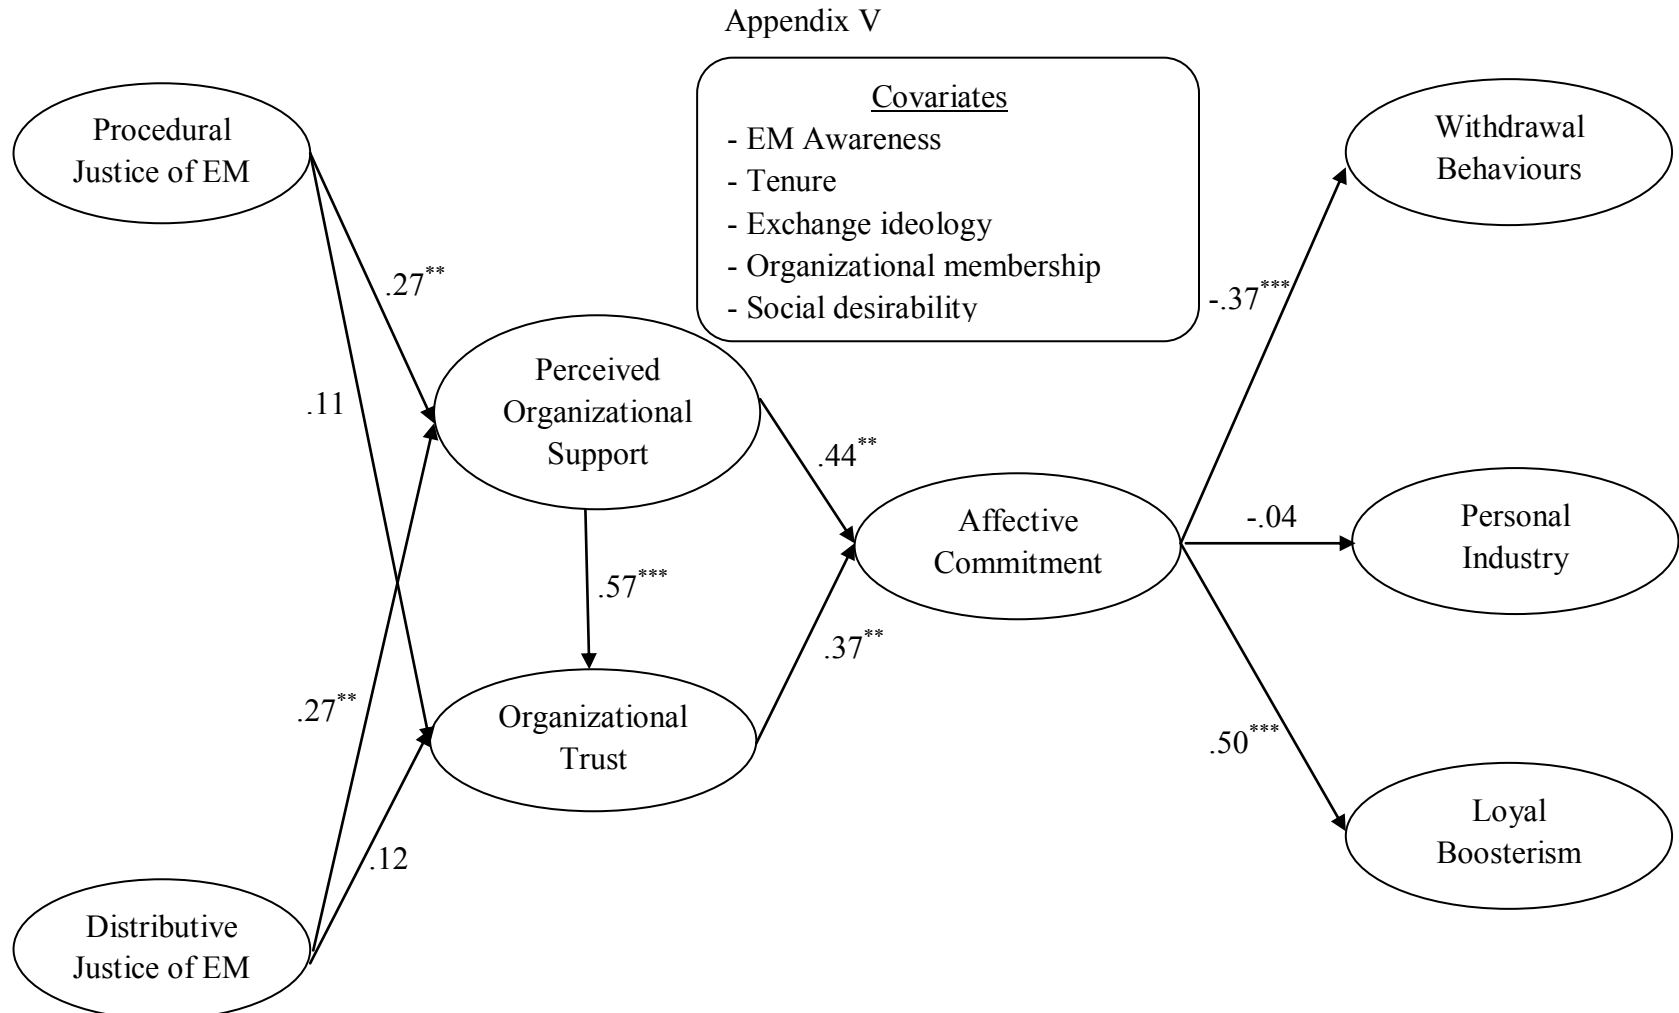 Appendix V
Procedural
Justice of EM
Covariates
- EM Awareness
- Tenure
- Exchange ideology
- Organizational membership
- Social desirability
Withdrawal
Behaviours
.27**
-.37***
.11
Perceived
Organizational
Support
.44**
Affective
Commitment
-.04
Personal
Industry
.57***
.37**
.27**
Organizational
Trust
.50***
.12
Loyal
Boosterism
Distributive
Justice of EM